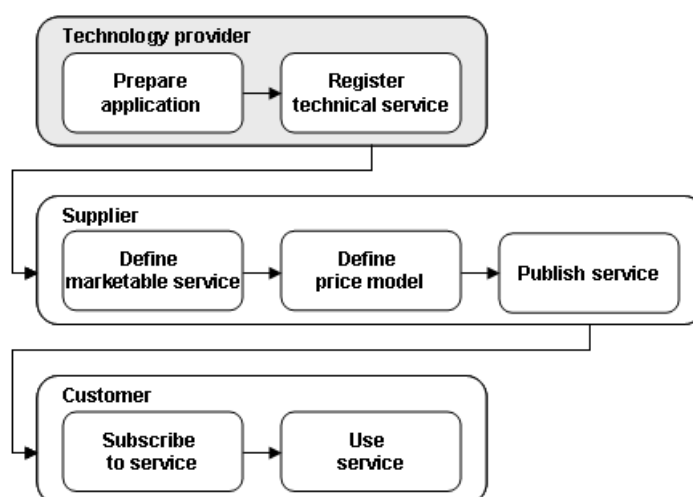 Technology provider
Prepare
application
Register
technical service
Supplier
Define
marketable service
Define
price model
Publish service
Customer
Subscribe
to service
Use
service